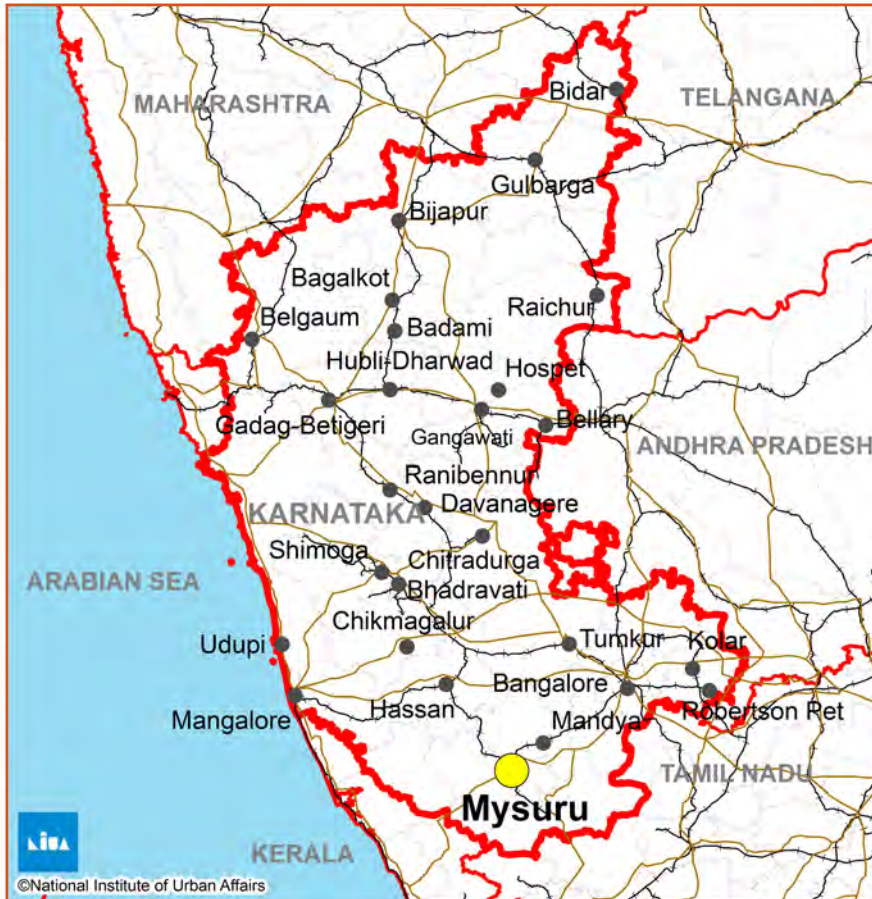 Bidar
MAHARASHTRA
TELANGANA
Gulbarga
Bijapur
Bagalkot
Raichur
Belgaum
Badami
Hubli-Dharwad
Hospet
Gadag-Betigeri
Bellary
Gangawati
ANDHRA PRADESH
Ranibennur
Davanagere
KARNATAKA
Shimoga
Chitradurga
ARABIAN SEA
Bhadravati
Chikmagalur
Udupi
Tumkur
Kolar
Bangalore
Mangalore
Hassan
Robertson Pet
Mandya
TAMIL NADU
Mysuru
KERALA
©National Institute of Urban Affairs